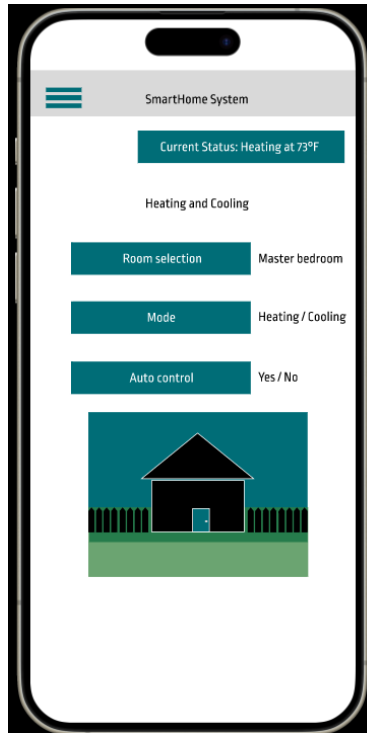 SmartHome System
Current Status: Heating at 73°F
Heating and Cooling
Room selection Master bedroom
Mode Heating / Cooling
Auto control Yes / No